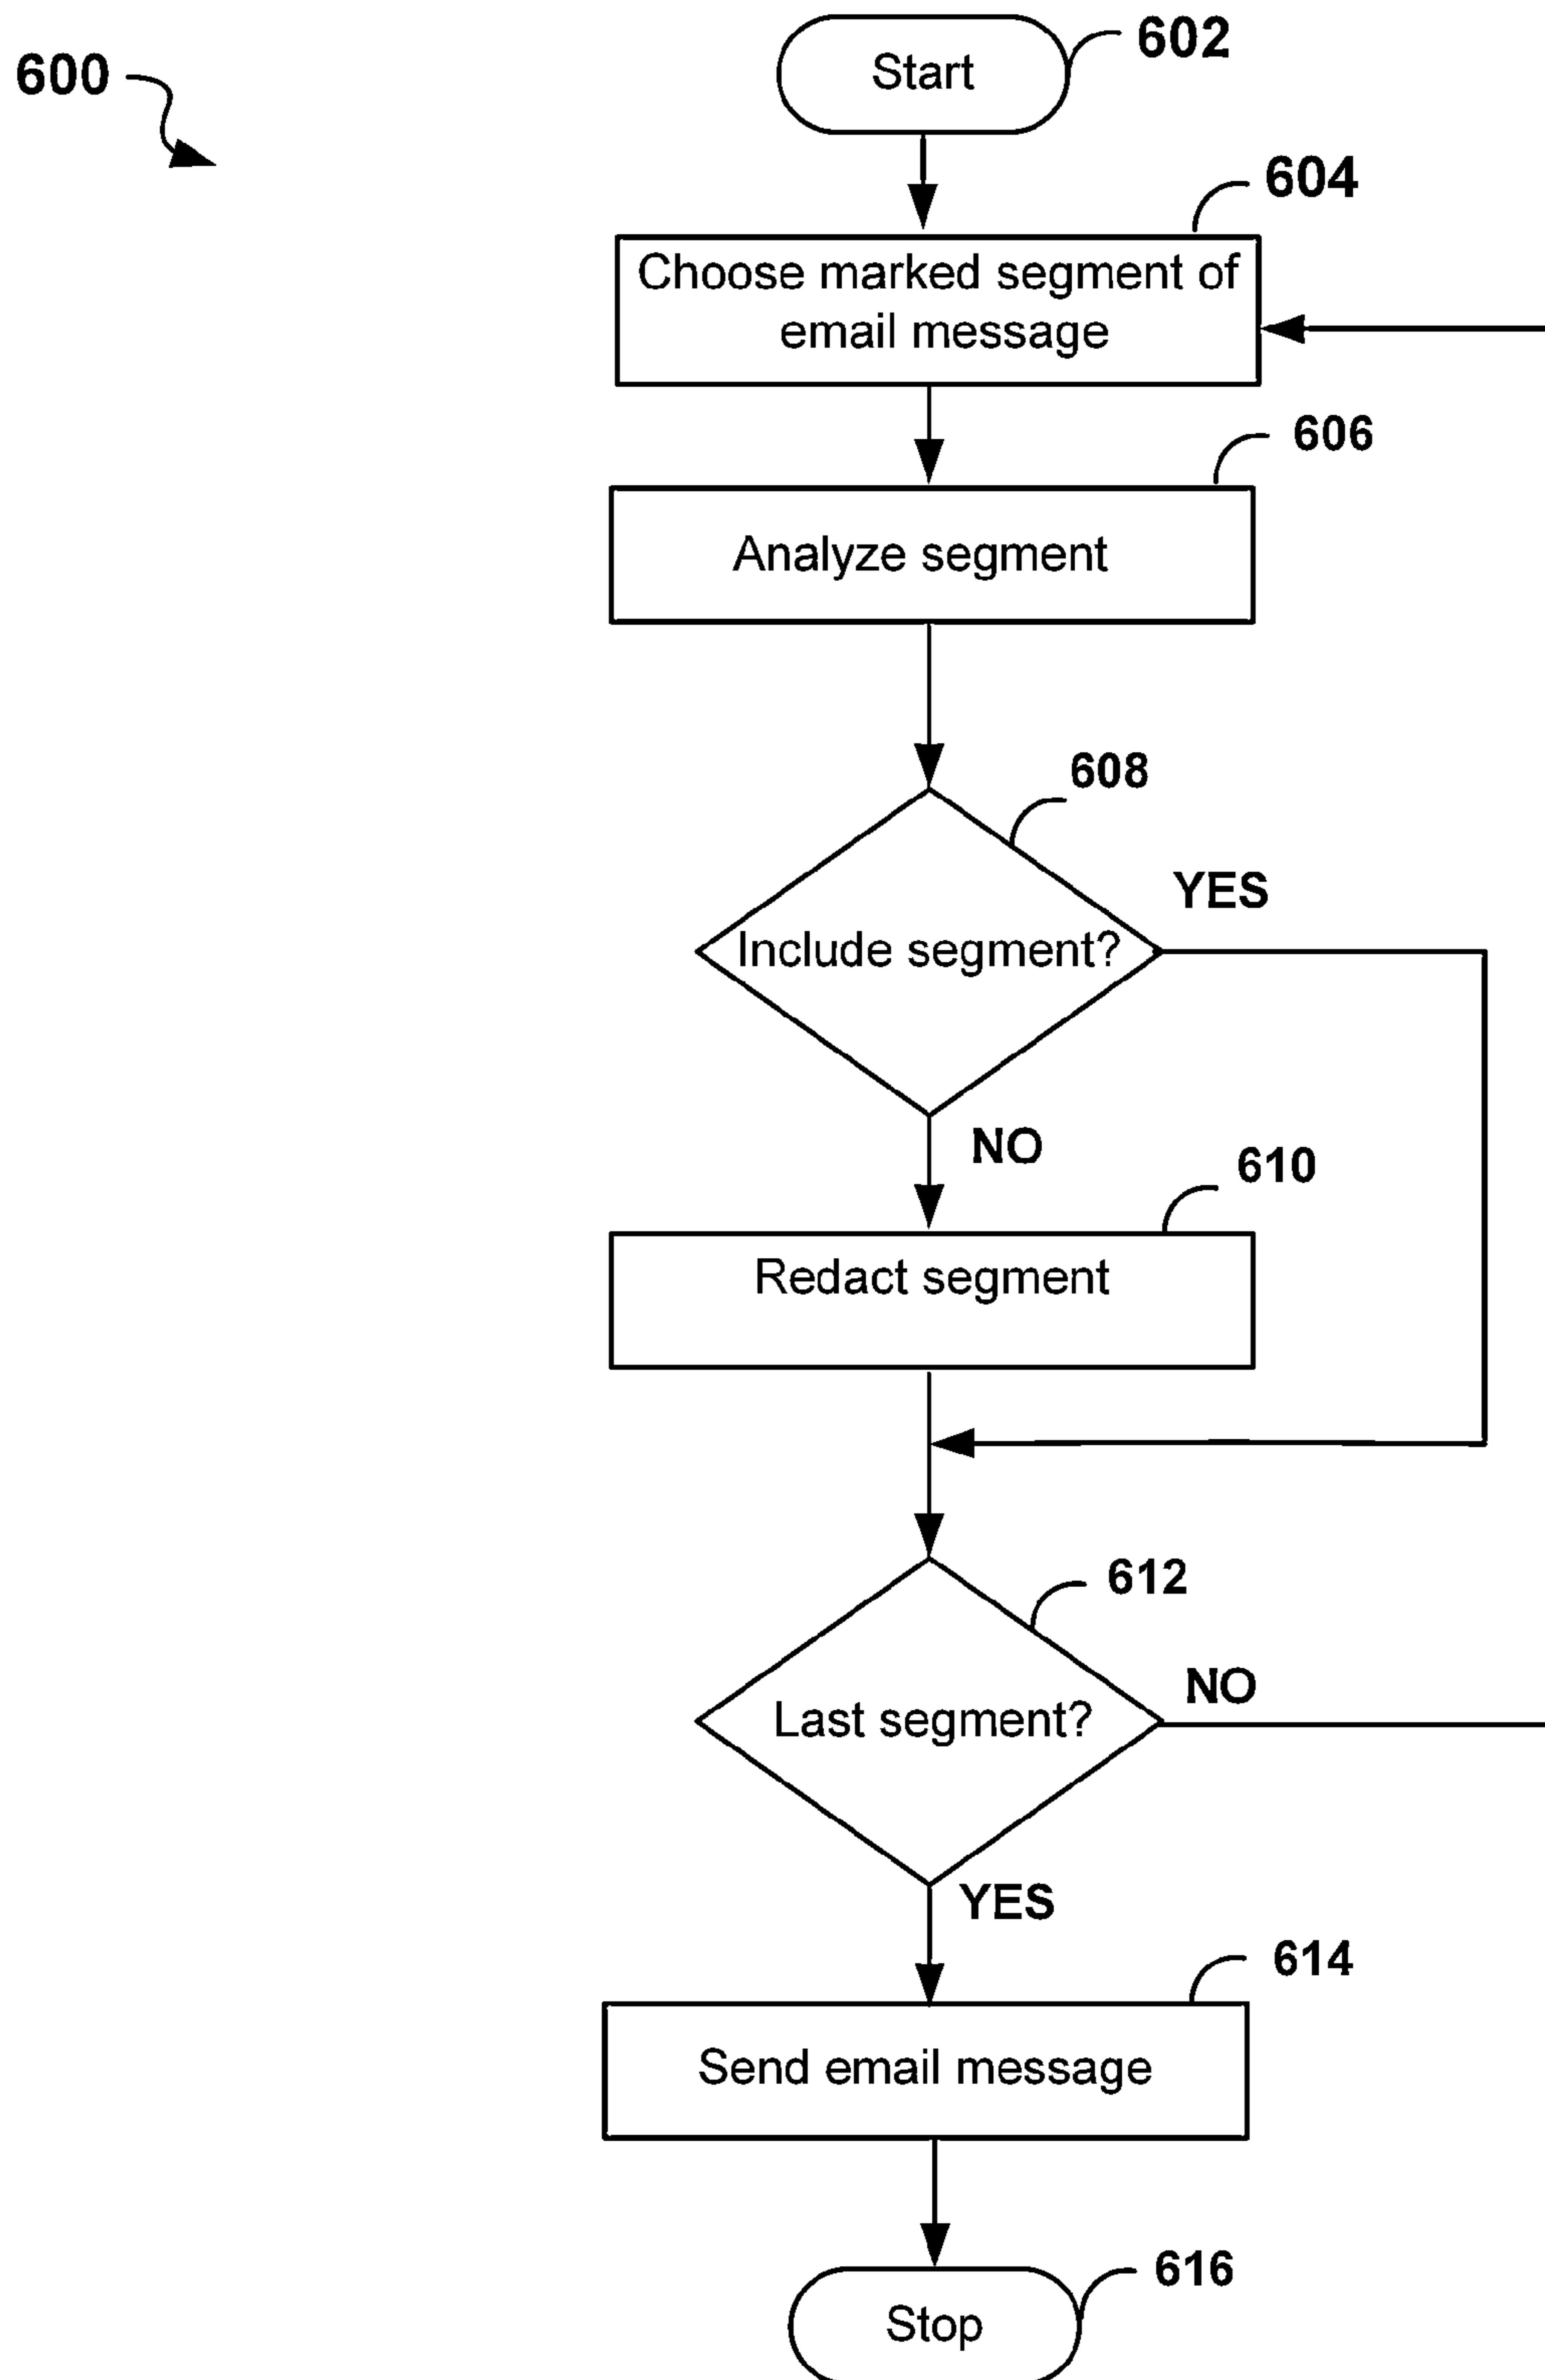 600
Start
602
604
Choose marked segment of
email message
606
Analyze segment
608
YES
Include segment?
NO
610
Redact segment
612
NO
Last segment?
YES
614
Send email message
616
Stop